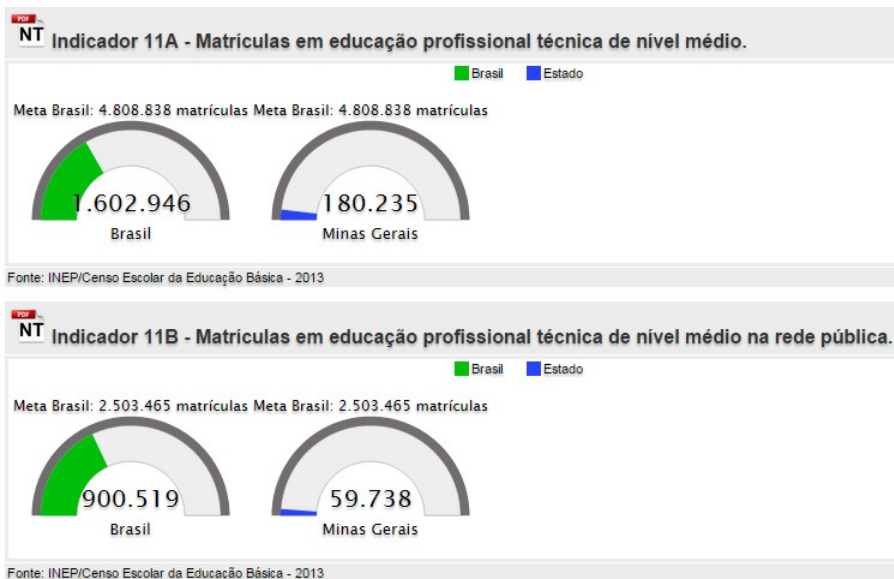 PDF
NT
Indicador 11A - Matrículas em educação profissional técnica de nível médio.
Brasil Estado
Meta Brasil: 4.808.838 matrículas Meta Brasil: 4.808.838 matrículas
1.602.946 180.235
Brasil Minas Gerais
Fonte: INEP/Censo Escolar da Educação Básica - 2013
PDF
NT
Indicador 11B - Matrículas em educação profissional técnica de nível médio na rede pública.
Brasil Estado
Meta Brasil: 2.503.465 matrículas Meta Brasil: 2.503.465 matrículas
900.519 59.738
Brasil Minas Gerais
Fonte: INEP/Censo Escolar da Educação Básica - 2013